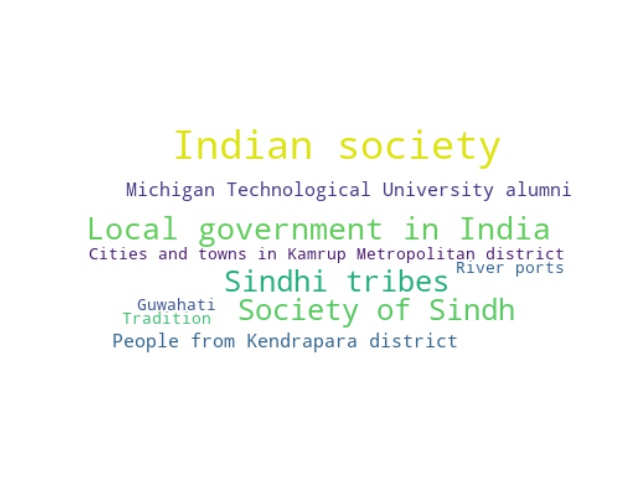 Indian society
Michigan Technological University alumni
Local government in India
Cities and towns in Kamrup Metropolitan district
River ports
Sindhi tribes
Guwahati
Society of Sindh
Tradition
People from Kendrapara district